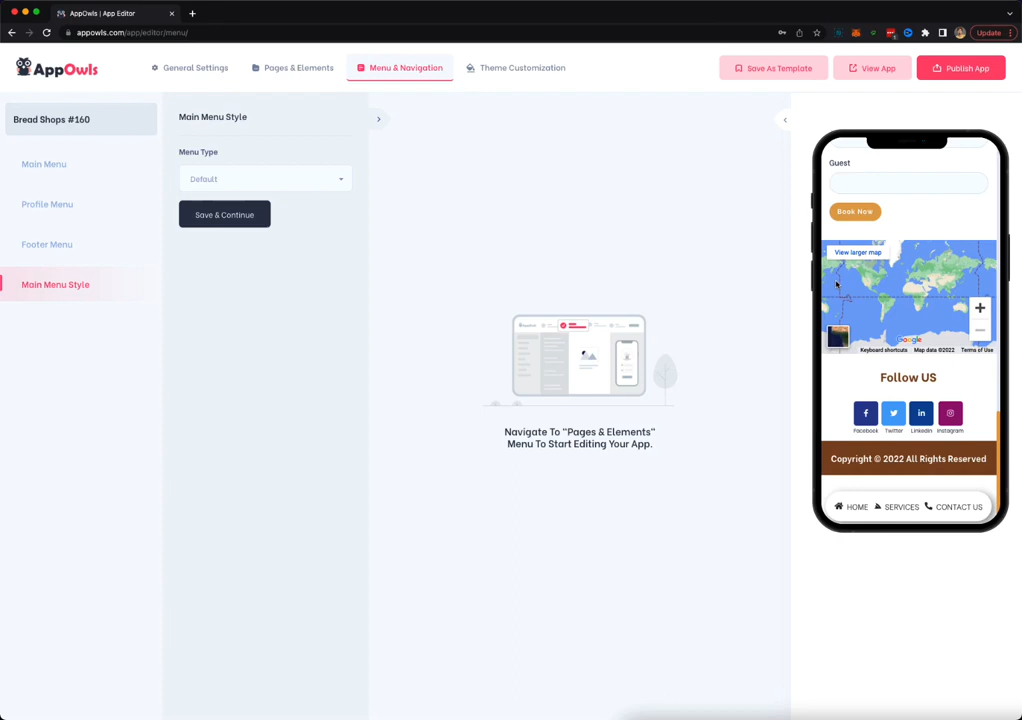 AppOwls | App Editor
appowls.com/app/editor/menu/
Update
AppOwls
General Settings
Pages & Elements
Menu & Navigation
Theme Customization
Save As Template
View App
Publish App
Bread Shops #160
Main Menu
Profile Menu
Footer Menu
Main Menu Style
Main Menu Style
Menu Type
Default
Save & Continue
Navigate To "Pages & Elements"
Menu To Start Editing Your App.
Guest
Book Now
View larger map
Google
Keyboard shortcuts Map data ©2022 Terms of Use
Follow US
Facebook Twitter Linkedin Instagram
Copyright © 2022 All Rights Reserved
HOME SERVICES CONTACT US